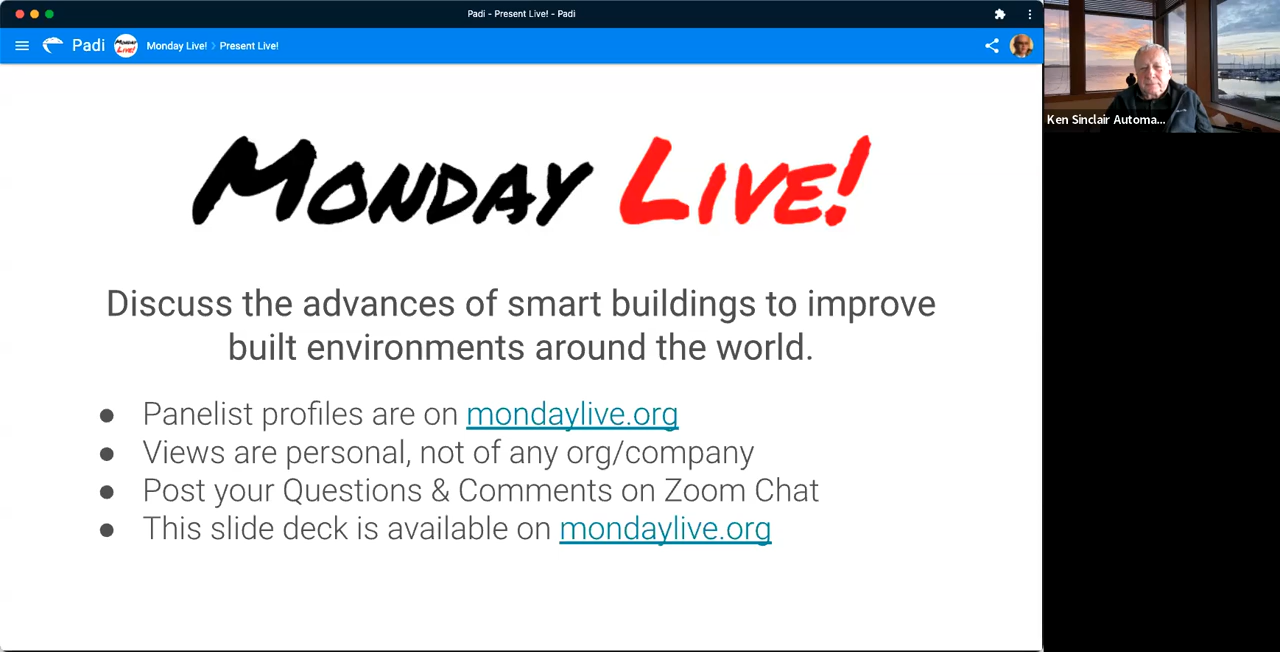 Padi - Present Live! - Padi
Padi
Monday Live!
Monday Live! > Present Live!
Ken Sinclair Automa...
Monday Live!
Discuss the advances of smart buildings to improve
built environments around the world.
● Panelist profiles are on mondaylive.org
● Views are personal, not of any org/company
● Post your Questions & Comments on Zoom Chat
● This slide deck is available on mondaylive.org